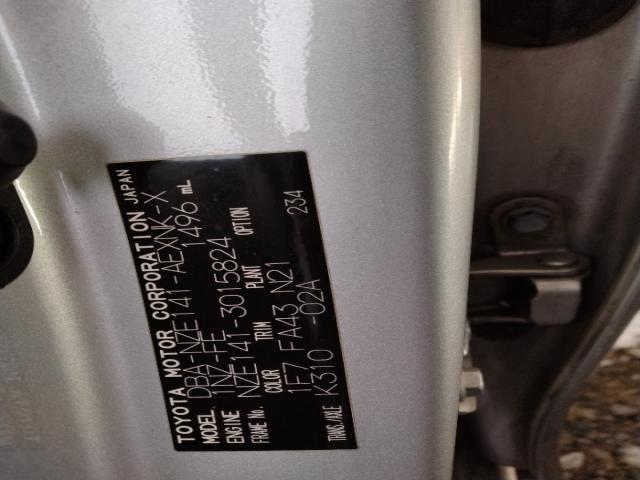 TOYOTA MOTOR CORPORATION JAPAN
MODEL DBA-NZE141-AEXNK-X
ENGINE 1NZ-FE 1496 mL
FRAME No. NZE141-3015824
COLOR TRIM PLANT OPTION
1E7 FA43 N21 234
TRANS./AXLE K310 -02A